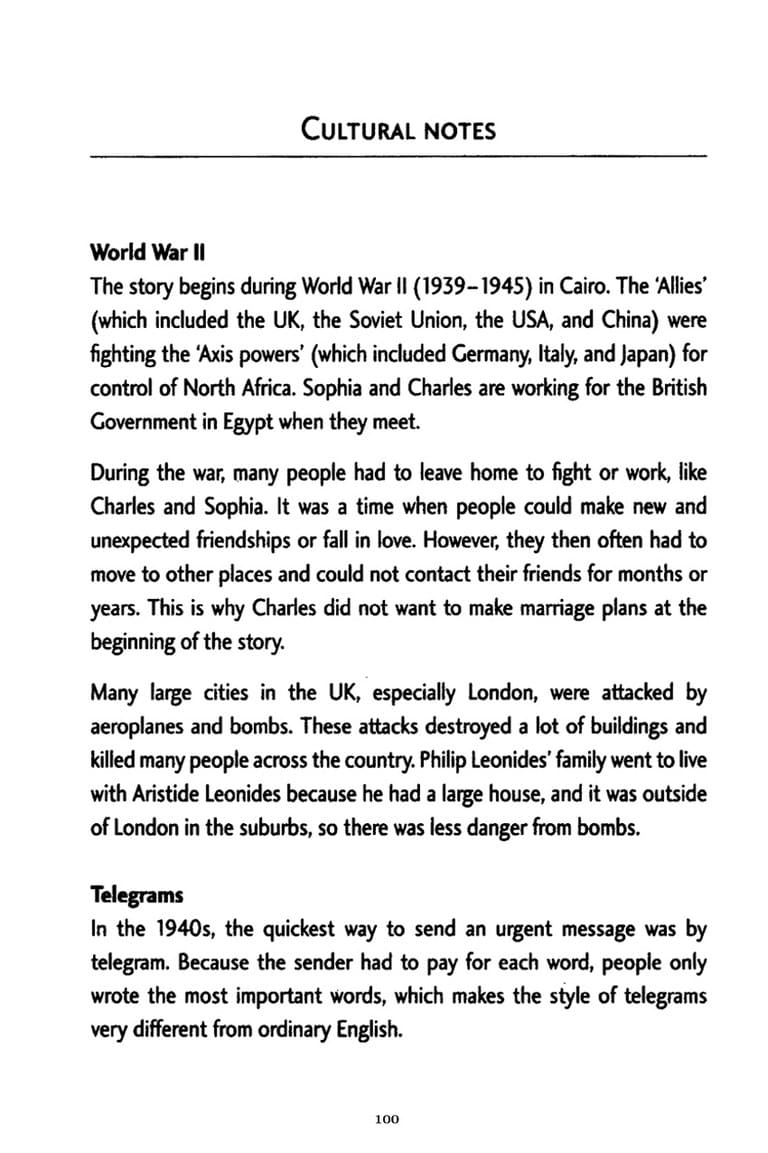 CULTURAL NOTES
World War II
The story begins during World War II (1939–1945) in Cairo. The ‘Allies’
(which included the UK, the Soviet Union, the USA, and China) were
fighting the ‘Axis powers’ (which included Germany, Italy, and Japan) for
control of North Africa. Sophia and Charles are working for the British
Government in Egypt when they meet.
During the war, many people had to leave home to fight or work, like
Charles and Sophia. It was a time when people could make new and
unexpected friendships or fall in love. However, they then often had to
move to other places and could not contact their friends for months or
years. This is why Charles did not want to make marriage plans at the
beginning of the story.
Many large cities in the UK, especially London, were attacked by
aeroplanes and bombs. These attacks destroyed a lot of buildings and
killed many people across the country. Philip Leonides’ family went to live
with Aristide Leonides because he had a large house, and it was outside
of London in the suburbs, so there was less danger from bombs.
Telegrams
In the 1940s, the quickest way to send an urgent message was by
telegram. Because the sender had to pay for each word, people only
wrote the most important words, which makes the style of telegrams
very different from ordinary English.
100